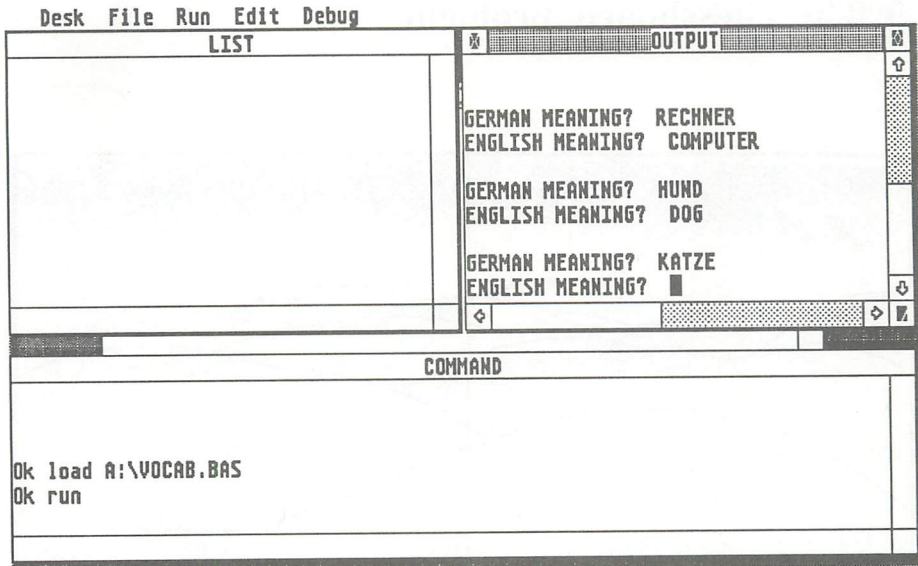 Desk File Run Edit Debug
LIST
OUTPUT
GERMAN MEANING? RECHNER
ENGLISH MEANING? COMPUTER
GERMAN MEANING? HUND
ENGLISH MEANING? DOG
GERMAN MEANING? KATZE
ENGLISH MEANING?
COMMAND
Ok load A:\VOCAB.BAS
Ok run